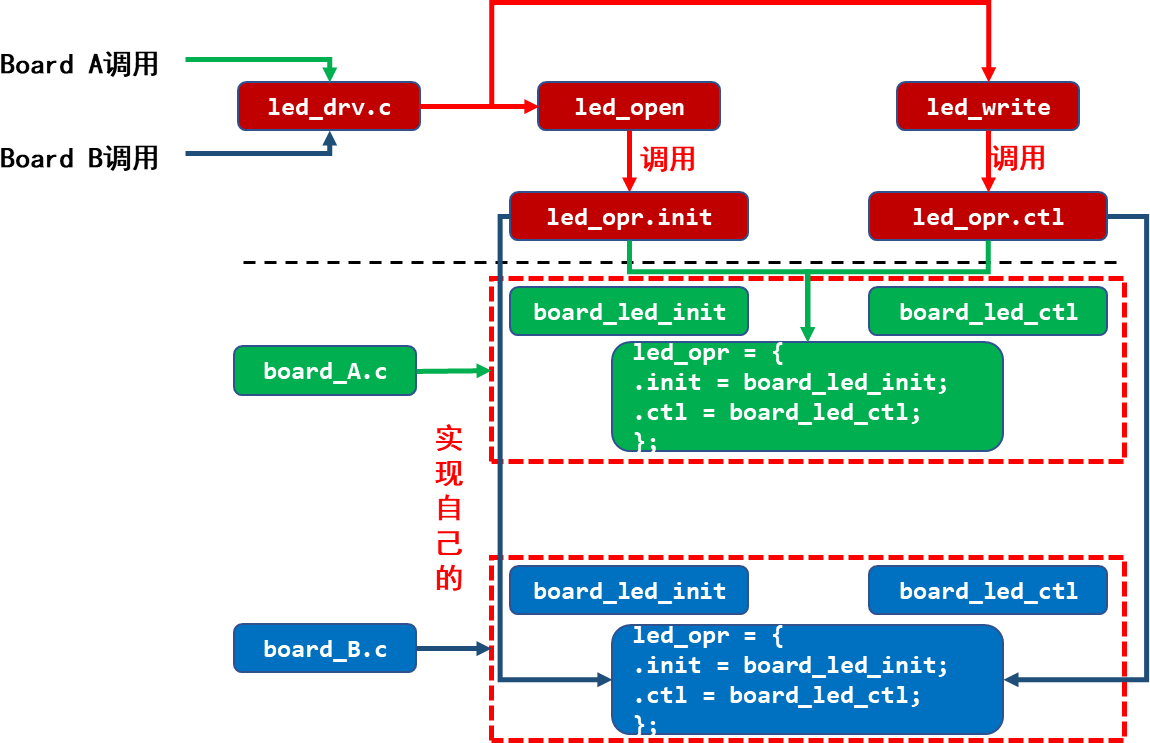 Board A调用
led_drv.c
led_open
led_write
Board B调用
调用
调用
led_opr.init
led_opr.ctl
board_led_init
board_led_ctl
board_A.c
led_opr = {
.init = board_led_init;
.ctl = board_led_ctl;
};
实
现
自
己
的
board_led_init
board_led_ctl
board_B.c
led_opr = {
.init = board_led_init;
.ctl = board_led_ctl;
};